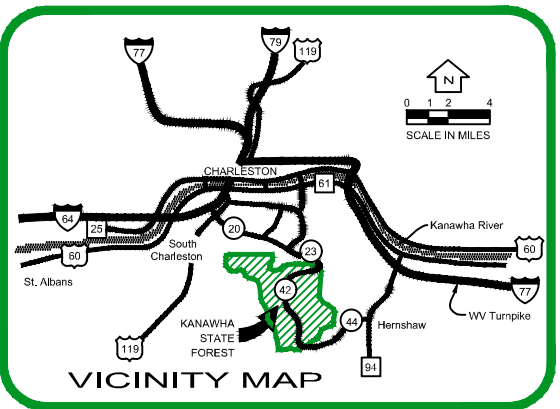 79
77
119
N
0 1 2 4
SCALE IN MILES
CHARLESTON
61
64
25
20
Kanawha River
60
South
Charleston
23
60
St. Albans
42
77
WV Turnpike
KANAWHA
STATE
FOREST
44
Hernshaw
119
94
VICINITY MAP